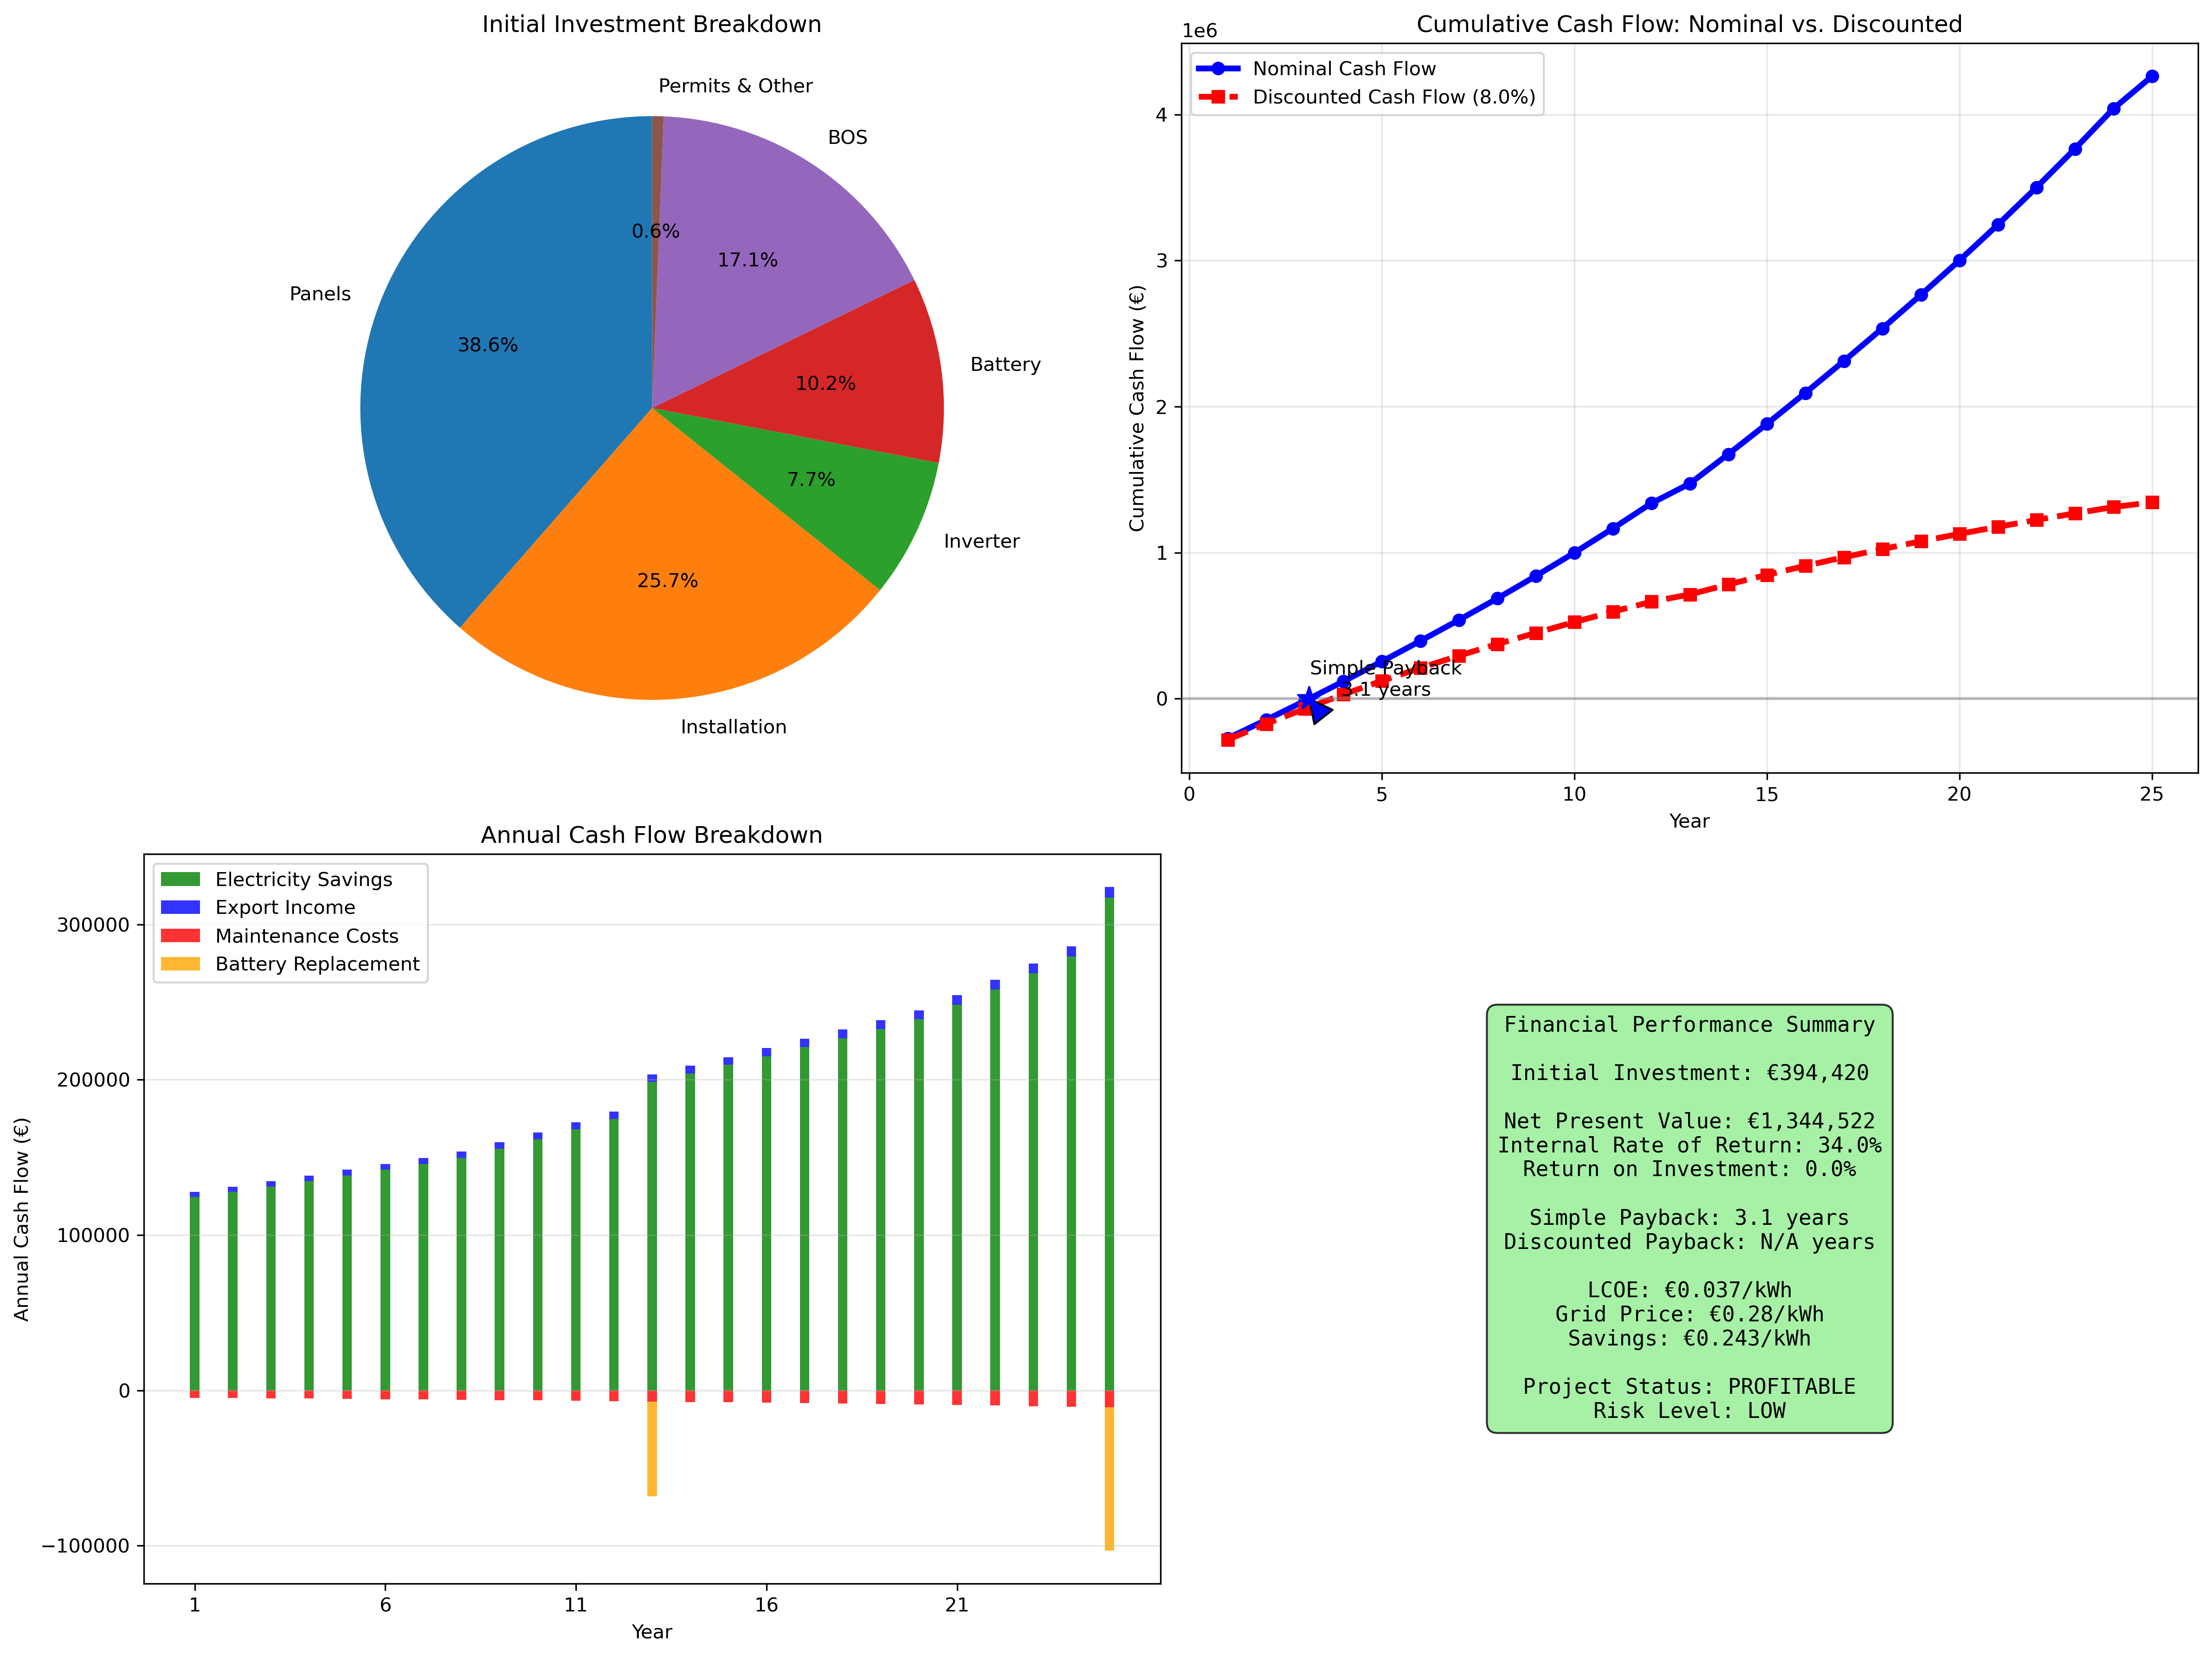 Initial Investment Breakdown
Permits & Other
BOS
0.6%
17.1%
Panels
38.6%
Battery
10.2%
7.7%
Inverter
25.7%
Installation
Cumulative Cash Flow: Nominal vs. Discounted
1e6
Nominal Cash Flow
Discounted Cash Flow (8.0%)
Cumulative Cash Flow (€)
4
3
2
1
0
Simple Payback
3.1 years
0 5 10 15 20 25
Year
Annual Cash Flow Breakdown
Electricity Savings
Export Income
Maintenance Costs
Battery Replacement
Annual Cash Flow (€)
300000
200000
100000
0
−100000
1 6 11 16 21
Year
Financial Performance Summary
Initial Investment: €394,420
Net Present Value: €1,344,522
Internal Rate of Return: 34.0%
Return on Investment: 0.0%
Simple Payback: 3.1 years
Discounted Payback: N/A years
LCOE: €0.037/kWh
Grid Price: €0.28/kWh
Savings: €0.243/kWh
Project Status: PROFITABLE
Risk Level: LOW